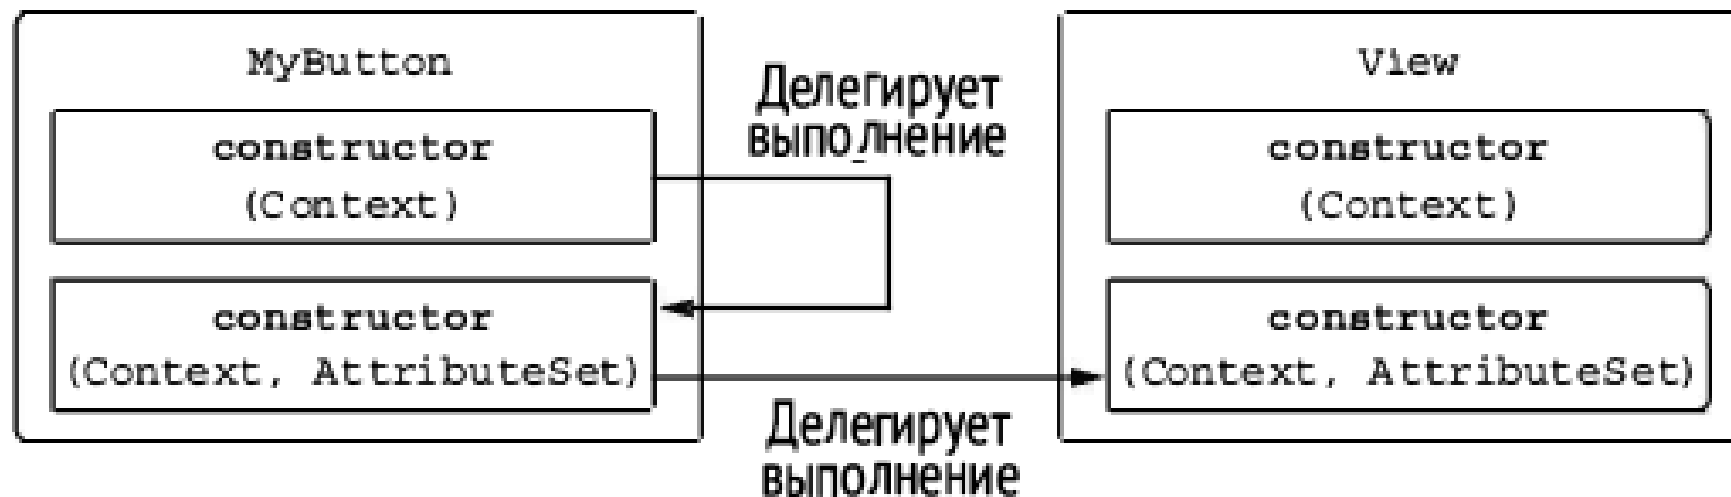 MyButton
constructor
(Context)
constructor
(Context, AttributeSet)
Делегирует
выполнение
Делегирует
выполнение
View
constructor
(Context)
constructor
(Context, AttributeSet)